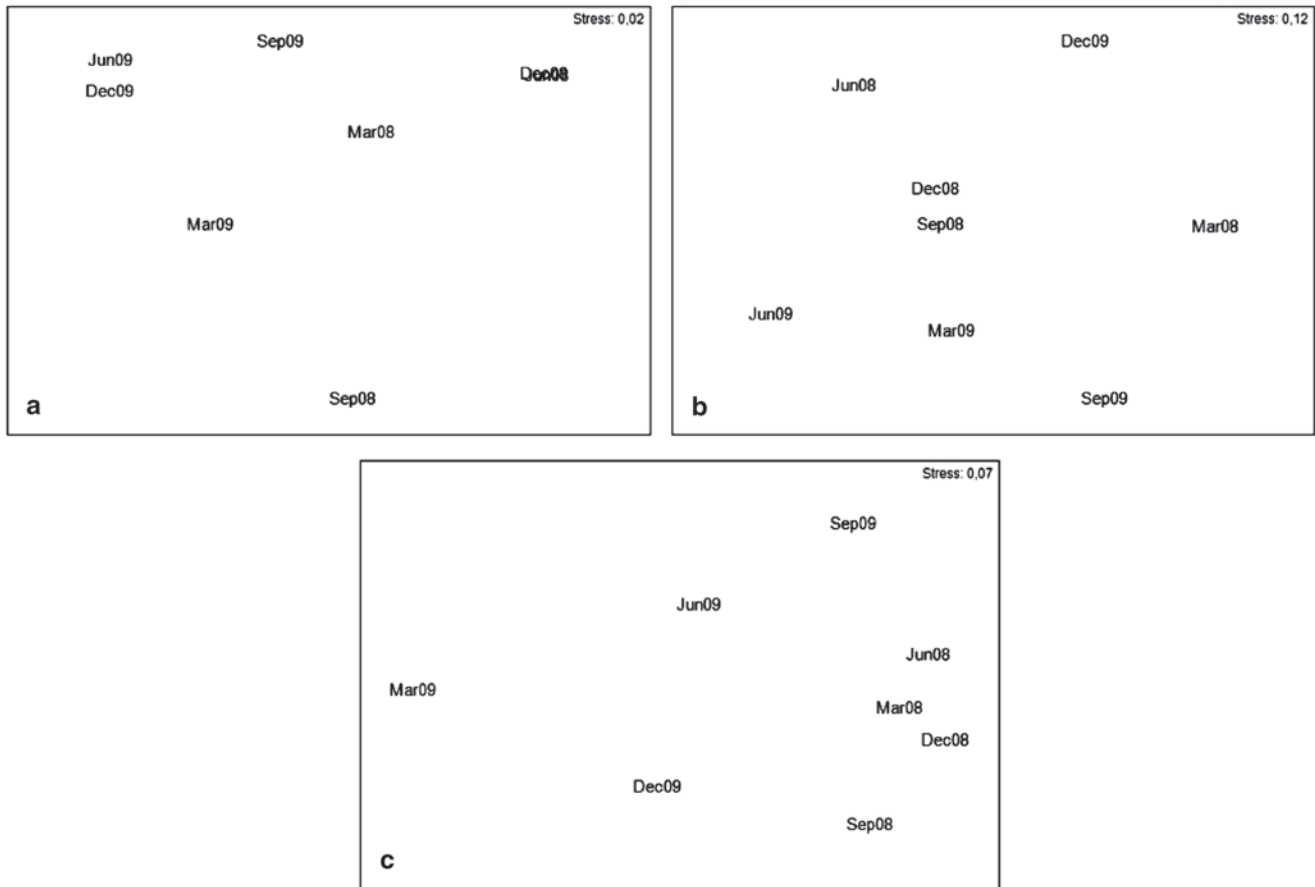 Stress: 0,02
Sep09
Jun09
Dec09
Mar08
Mar09
Sep08
a
Stress: 0,12
Dec09
Jun08
Dec08
Sep08
Mar08
Jun09
Mar09
Sep09
b
Stress: 0,07
Sep09
Jun09
Jun08
Mar09
Mar08
Dec08
Dec09
Sep08
c